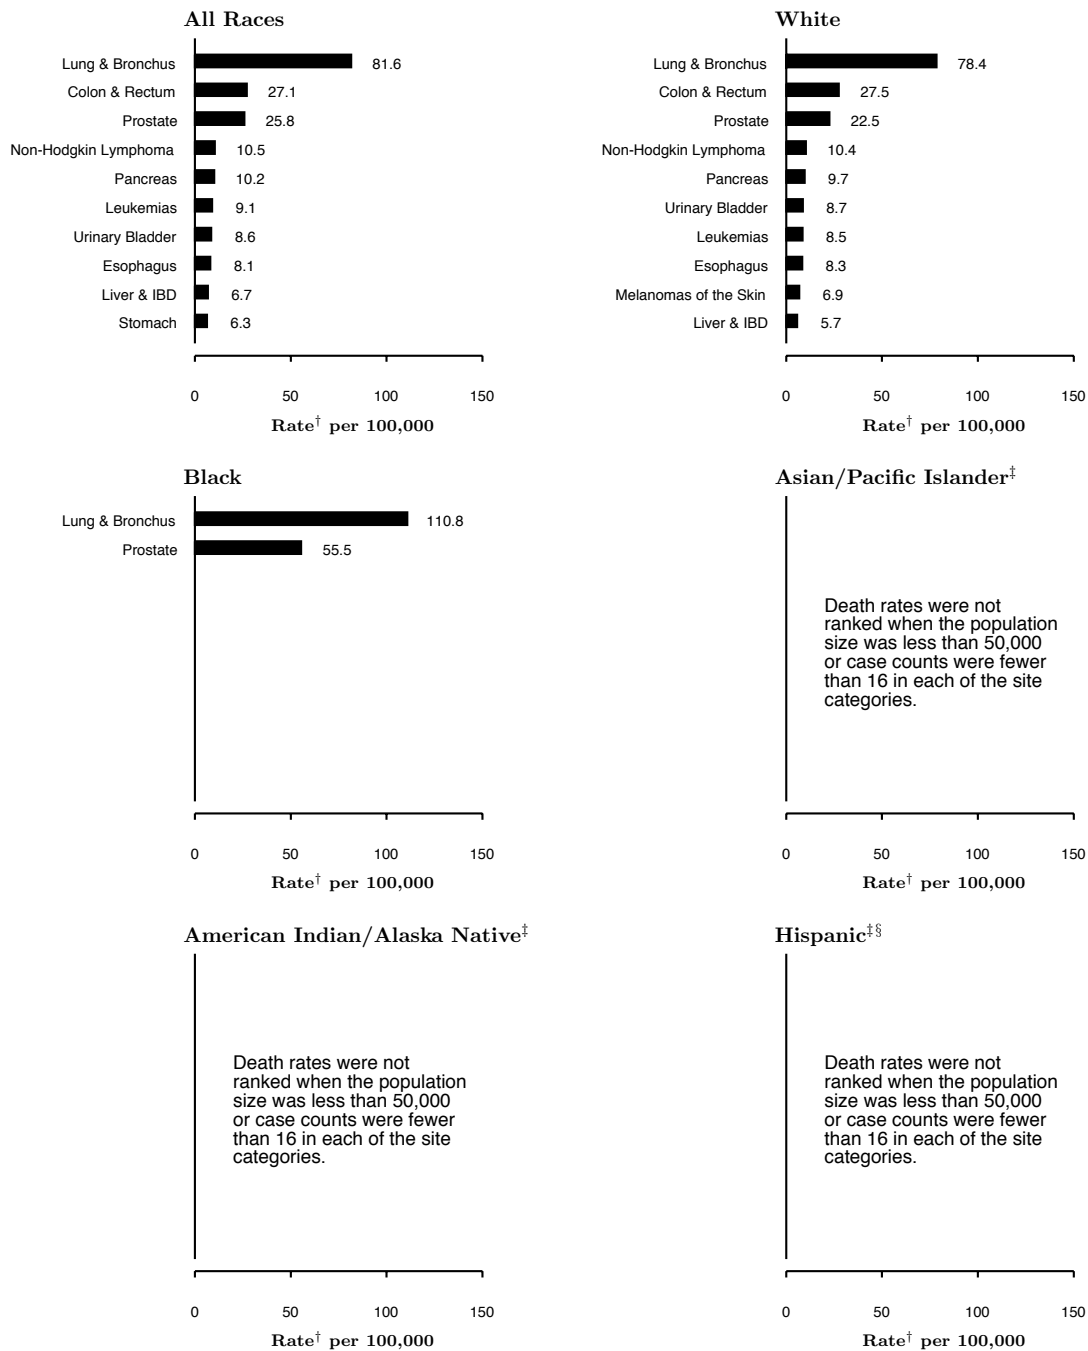 All Races
Lung & Bronchus 81.6
Colon & Rectum 27.1
Prostate 25.8
Non-Hodgkin Lymphoma 10.5
Pancreas 10.2
Leukemias 9.1
Urinary Bladder 8.6
Esophagus 8.1
Liver & IBD 6.7
Stomach 6.3
0 50 100 150
Rate† per 100,000
White
Lung & Bronchus 78.4
Colon & Rectum 27.5
Prostate 22.5
Non-Hodgkin Lymphoma 10.4
Pancreas 9.7
Urinary Bladder 8.7
Leukemias 8.5
Esophagus 8.3
Melanomas of the Skin 6.9
Liver & IBD 5.7
0 50 100 150
Rate† per 100,000
Black
Lung & Bronchus 110.8
Prostate 55.5
0 50 100 150
Rate† per 100,000
Asian/Pacific Islander‡
Death rates were not
ranked when the population
size was less than 50,000
or case counts were fewer
than 16 in each of the site
categories.
0 50 100 150
Rate† per 100,000
American Indian/Alaska Native‡
Death rates were not
ranked when the population
size was less than 50,000
or case counts were fewer
than 16 in each of the site
categories.
0 50 100 150
Rate† per 100,000
Hispanic‡§
Death rates were not
ranked when the population
size was less than 50,000
or case counts were fewer
than 16 in each of the site
categories.
0 50 100 150
Rate† per 100,000